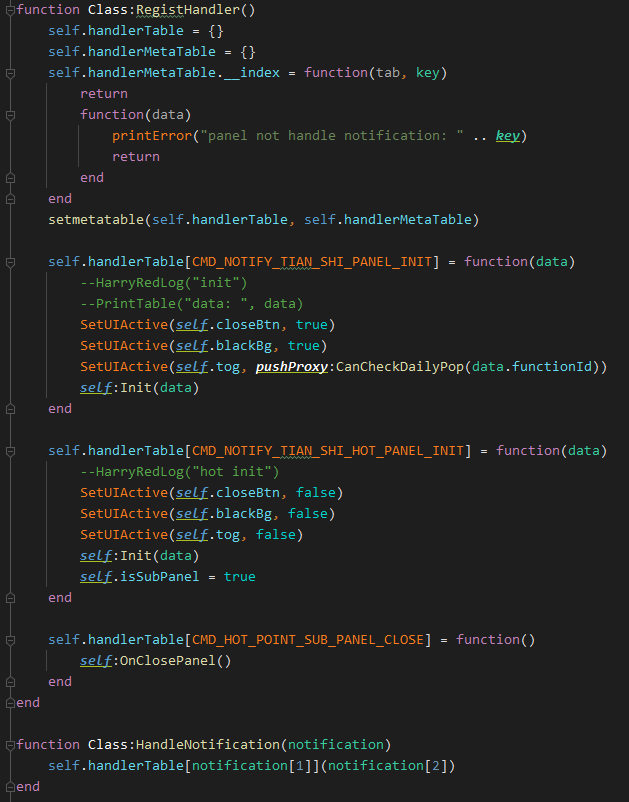 function Class:RegistHandler()
    self.handlerTable = {}
    self.handlerMetaTable = {}
    self.handlerMetaTable.__index = function(tab, key)
        return
        function(data)
            printError("panel not handle notification: " .. key)
            return
        end
    end
    setmetatable(self.handlerTable, self.handlerMetaTable)

    self.handlerTable[CMD_NOTIFY_TIAN_SHI_PANEL_INIT] = function(data)
        --HarryRedLog("init")
        --PrintTable("data: ", data)
        SetUIActive(self.closeBtn, true)
        SetUIActive(self.blackBg, true)
        SetUIActive(self.tog, pushProxy:CanCheckDailyPop(data.functionId))
        self:Init(data)
    end

    self.handlerTable[CMD_NOTIFY_TIAN_SHI_HOT_PANEL_INIT] = function(data)
        --HarryRedLog("hot init")
        SetUIActive(self.closeBtn, false)
        SetUIActive(self.blackBg, false)
        SetUIActive(self.tog, false)
        self:Init(data)
        self.isSubPanel = true
    end

    self.handlerTable[CMD_HOT_POINT_SUB_PANEL_CLOSE] = function()
        self:OnClosePanel()
    end
end

function Class:HandleNotification(notification)
    self.handlerTable[notification[1]](notification[2])
end